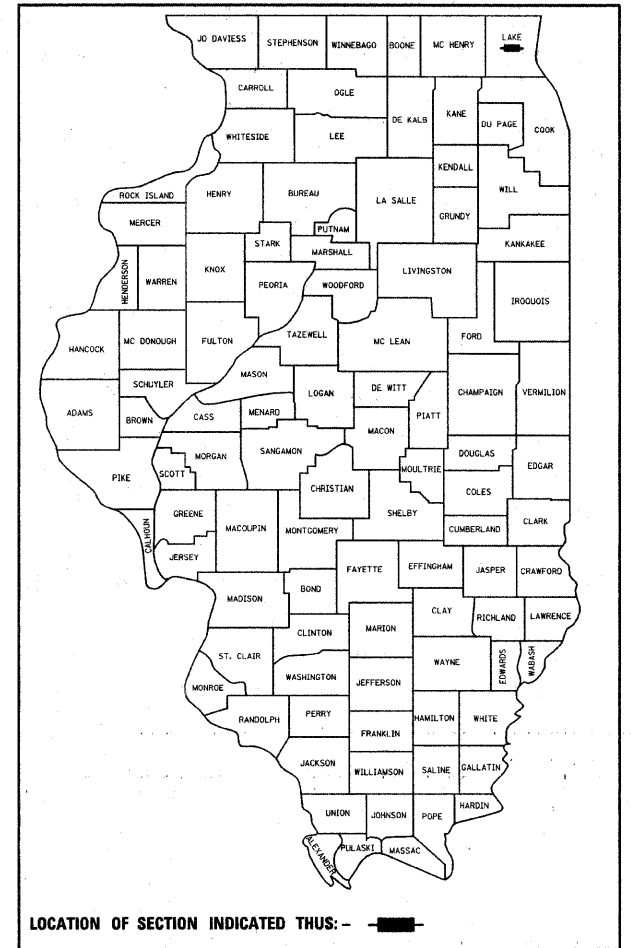 JO DAVIESS
STEPHENSON
WINNEBAGO
BOONE
MC HENRY
LAKE
CARROLL
OGLE
DE KALB
KANE
DU PAGE
COOK
WHITESIDE
LEE
KENDALL
WILL
ROCK ISLAND
HENRY
BUREAU
LA SALLE
GRUNDY
MERCER
PUTNAM
KANKAKEE
STARK
MARSHALL
HENDERSON
WARREN
KNOX
PEORIA
WOODFORD
LIVINGSTON
IROQUOIS
HANCOCK
MC DONOUGH
FULTON
TAZEWELL
MC LEAN
FORD
SCHUYLER
MASON
LOGAN
DE WITT
CHAMPAIGN
VERMILION
ADAMS
BROWN
CASS
MENARD
PIATT
MACON
MORGAN
SANGAMON
DOUGLAS
EDGAR
PIKE
SCOTT
MOULTRIE
CHRISTIAN
COLES
GREENE
SHELBY
CALHOUN
MACOUPIN
MONTGOMERY
CUMBERLAND
CLARK
JERSEY
FAYETTE
EFFINGHAM
JASPER
CRAWFORD
MADISON
BOND
CLAY
RICHLAND
LAWRENCE
CLINTON
MARION
ST. CLAIR
WAYNE
EDWARDS
WABASH
WASHINGTON
JEFFERSON
MONROE
RANDOLPH
PERRY
HAMILTON
WHITE
FRANKLIN
JACKSON
WILLIAMSON
SALINE
GALLATIN
UNION
JOHNSON
POPE
HARDIN
ALEXANDER
PULASKI
MASSAC
LOCATION OF SECTION INDICATED THUS: -